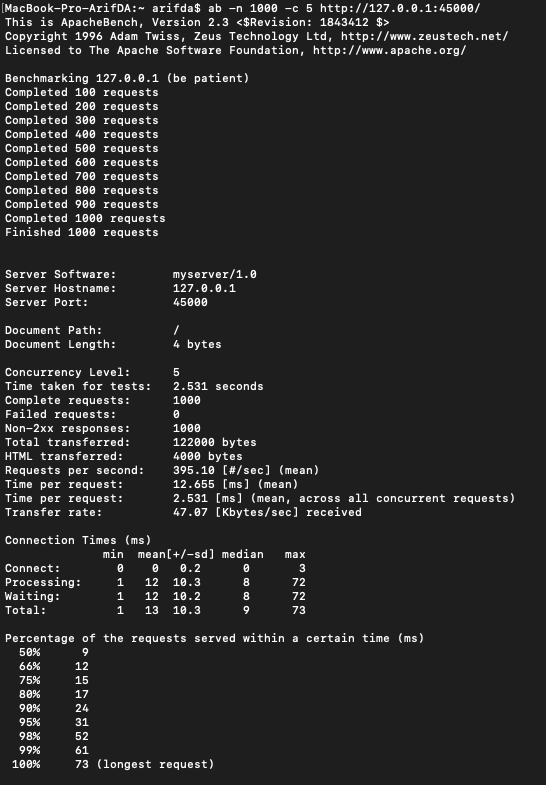 [MacBook-Pro-ArifDA:~ arifda$ ab -n 1000 -c 5 http://127.0.0.1:45000/
This is ApacheBench, Version 2.3 <$Revision: 1843412 $>
Copyright 1996 Adam Twiss, Zeus Technology Ltd, http://www.zeustech.net/
Licensed to The Apache Software Foundation, http://www.apache.org/

Benchmarking 127.0.0.1 (be patient)
Completed 100 requests
Completed 200 requests
Completed 300 requests
Completed 400 requests
Completed 500 requests
Completed 600 requests
Completed 700 requests
Completed 800 requests
Completed 900 requests
Completed 1000 requests
Finished 1000 requests


Server Software:        myserver/1.0
Server Hostname:        127.0.0.1
Server Port:            45000

Document Path:          /
Document Length:        4 bytes

Concurrency Level:      5
Time taken for tests:   2.531 seconds
Complete requests:      1000
Failed requests:        0
Non-2xx responses:      1000
Total transferred:      122000 bytes
HTML transferred:       4000 bytes
Requests per second:    395.10 [#/sec] (mean)
Time per request:       12.655 [ms] (mean)
Time per request:       2.531 [ms] (mean, across all concurrent requests)
Transfer rate:          47.07 [Kbytes/sec] received

Connection Times (ms)
              min  mean[+/-sd] median   max
Connect:        0    0   0.2      0       3
Processing:     1   12  10.3      8      72
Waiting:        1   12  10.2      8      72
Total:          1   13  10.3      9      73

Percentage of the requests served within a certain time (ms)
  50%      9
  66%     12
  75%     15
  80%     17
  90%     24
  95%     31
  98%     52
  99%     61
 100%     73 (longest request)